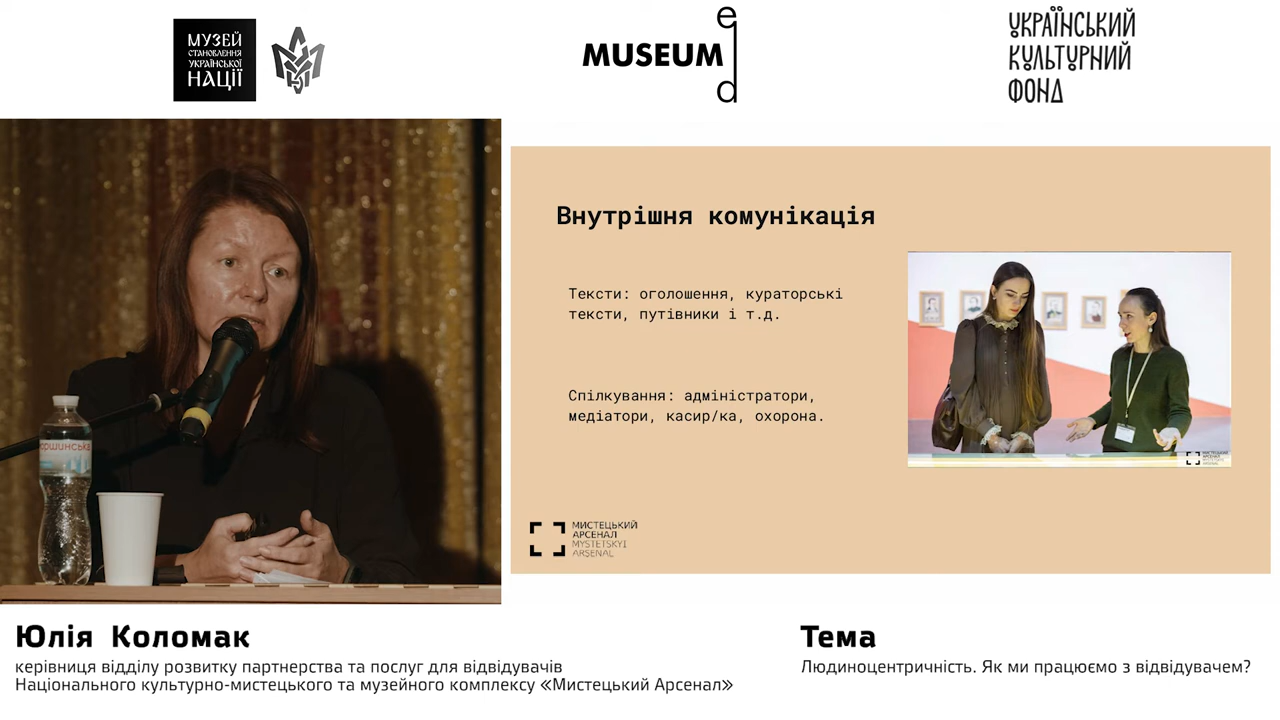 МУЗЕЙ
СТАНОВЛЕННЯ
УКРАЇНСЬКОЇ
НАЦІЇ
MUSEUM
ed
УКРАЇНСЬКИЙ
КУЛЬТУРНИЙ
ФОНД
Внутрішня комунікація
Тексти: оголошення, кураторські
тексти, путівники і т.д.
Спілкування: адміністратори,
медіатори, касир/ка, охорона.
МИСТЕЦЬКИЙ
АРСЕНАЛ
MYSTETSKYI
ARSENAL
Юлія Коломак
керівниця відділу розвитку партнерства та послуг для відвідувачів
Національного культурно-мистецького та музейного комплексу «Мистецький Арсенал»
Тема
Людиноцентричність. Як ми працюємо з відвідувачем?